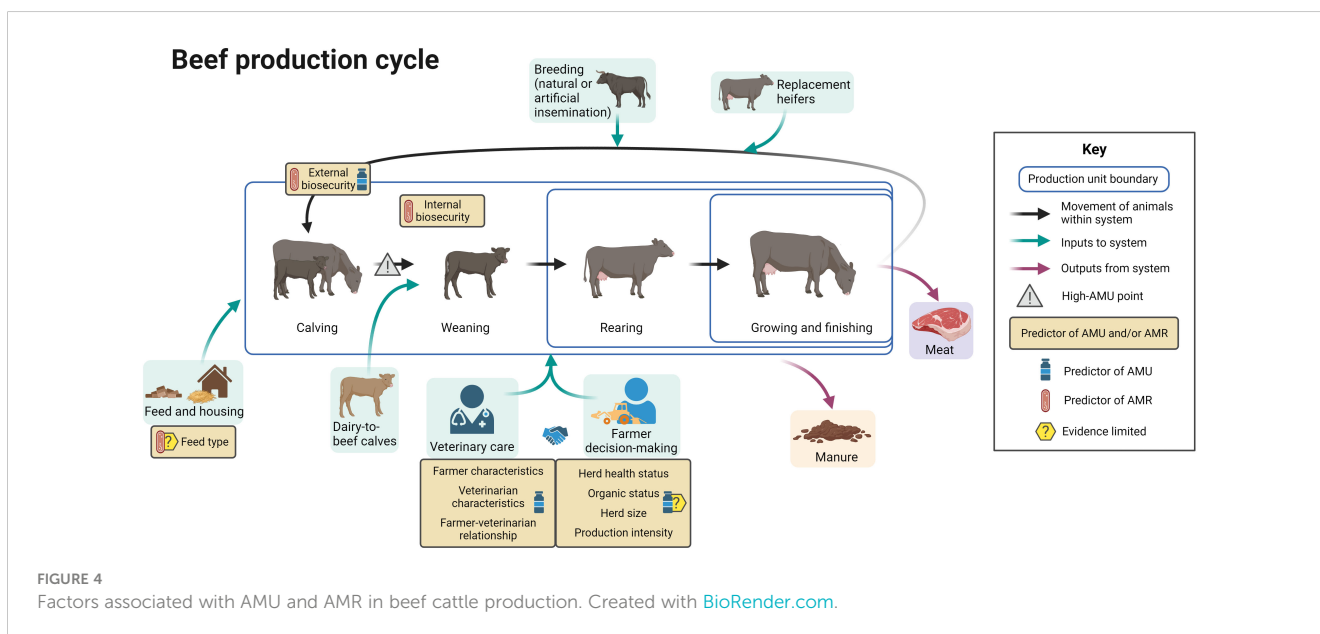 Beef production cycle
Breeding
(natural or
artificial
insemination)
Replacement
heifers
External
biosecurity
Internal
biosecurity
!
Calving
Weaning
Rearing
Growing and finishing
Feed and housing
? Feed type
Dairy-to-
beef calves
Veterinary care
Farmer
decision-making
Meat
Manure
Farmer characteristics
Veterinarian
characteristics
Farmer-veterinarian
relationship
Herd health status
Organic status
?
Herd size
Production intensity
Key
Production unit boundary
Movement of animals
within system
Inputs to system
Outputs from system
! High-AMU point
Predictor of AMU and/or AMR
Predictor of AMU
Predictor of AMR
? Evidence limited
FIGURE 4
Factors associated with AMU and AMR in beef cattle production. Created with BioRender.com.